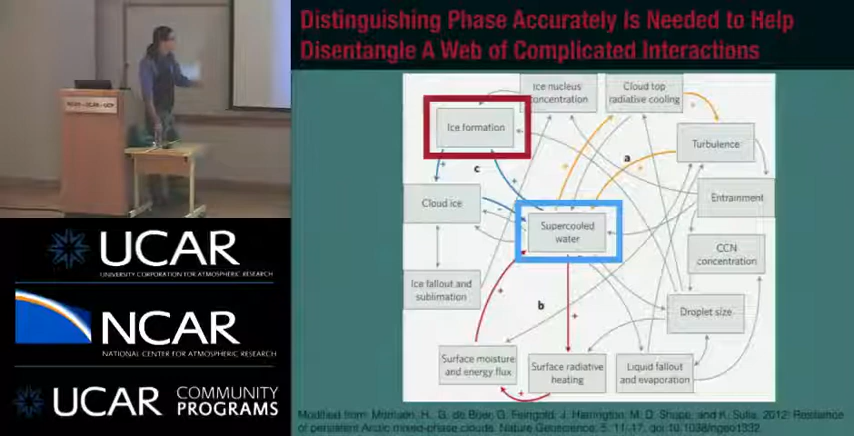 Distinguishing Phase Accurately Is Needed to Help
Disentangle A Web of Complicated Interactions
Ice nucleus
concentration
Cloud top
radiative cooling
Ice formation
Turbulence
a
c
Cloud ice
Entrainment
Supercooled
water
CCN
concentration
Ice fallout and
sublimation
b
Droplet size
Surface moisture
and energy flux
Surface radiative
heating
Liquid fallout
and evaporation
Modified from: Morrison, H., G. de Boer, G. Feingold, J. Harrington, M. D. Shupe, and K. Sulia, 2012: Resilience
of persistent Arctic mixed-phase clouds. Nature Geoscience, 5, 11-17, doi:10.1038/ngeo1332.
UCAR
UNIVERSITY CORPORATION FOR ATMOSPHERIC RESEARCH
NCAR
NATIONAL CENTER FOR ATMOSPHERIC RESEARCH
UCAR
COMMUNITY
PROGRAMS